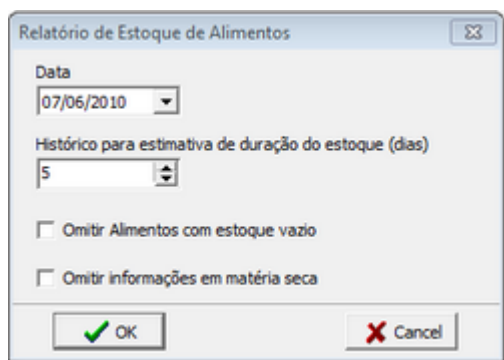 Relatório de Estoque de Alimentos
Data
07/06/2010
Histórico para estimativa de duração do estoque (dias)
5
Omitir Alimentos com estoque vazio
Omitir informações em matéria seca
OK Cancel